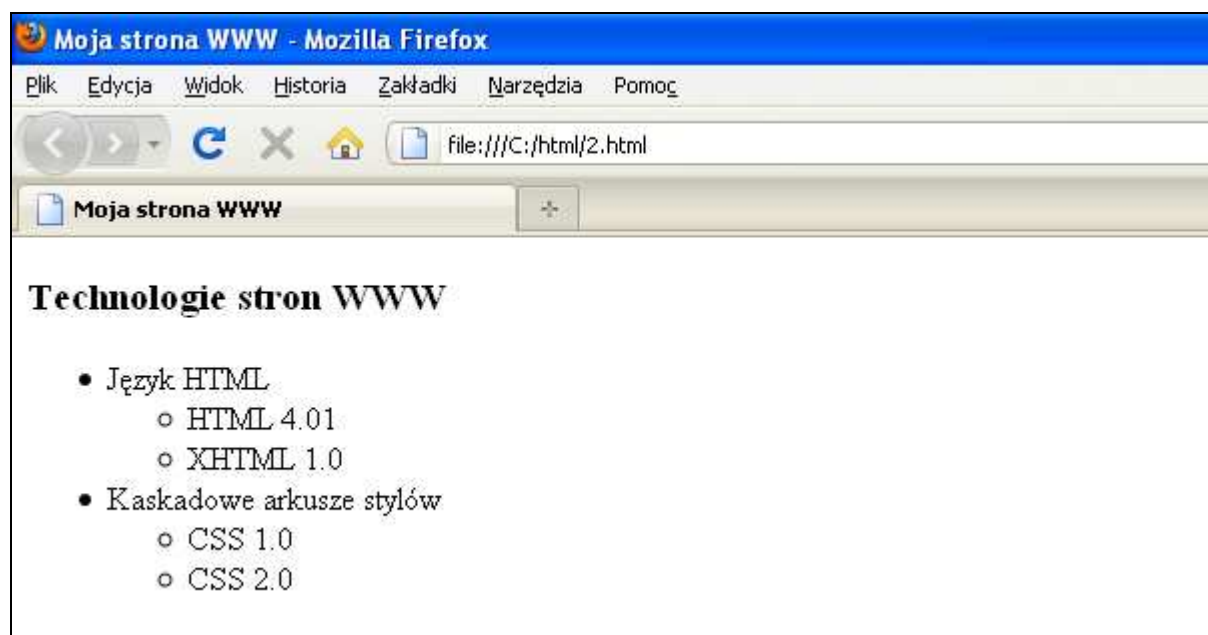 Moja strona WWW - Mozilla Firefox
Plik Edycja Widok Historia Zakładki Narzędzia Pomoc
file:///C:/html/2.html
Moja strona WWW
Technologie stron WWW
Język HTML
HTML 4.01
XHTML 1.0
Kaskadowe arkusze stylów
CSS 1.0
CSS 2.0